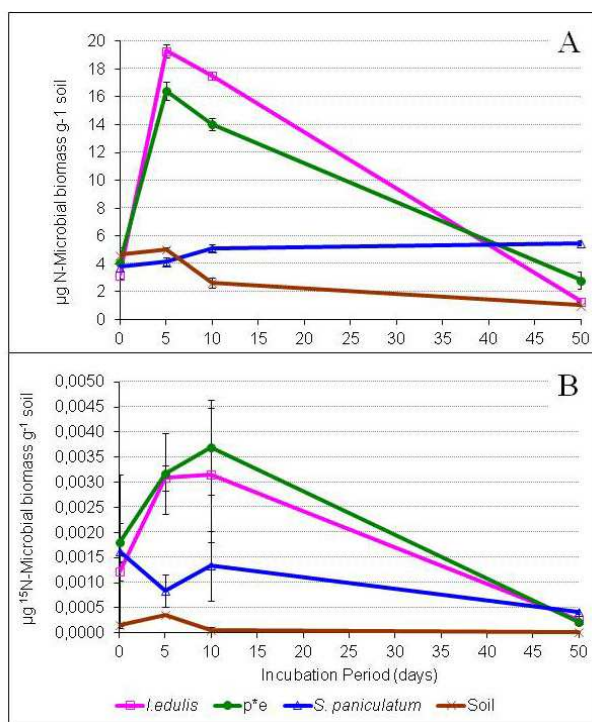 A
µg N-Microbial biomass g-1 soil
20
18
16
14
12
10
8
6
4
2
0
0 5 10 15 20 25 30 35 40 45 50
B
µg ¹⁵N-Microbial biomass g⁻¹ soil
0,0050
0,0045
0,0040
0,0035
0,0030
0,0025
0,0020
0,0015
0,0010
0,0005
0,0000
0 5 10 15 20 25 30 35 40 45 50
Incubation Period (days)
I.edulis p*e S. paniculatum Soil